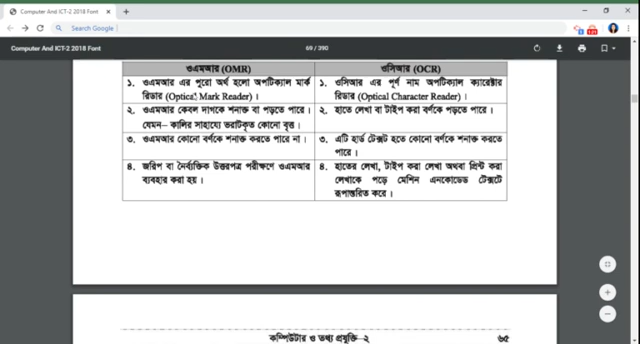 Computer And ICT-2 2018 Font
Search Google
Computer And ICT-2 2018 Font
69 / 390
ওএমআর (OMR)
ওসিআর (OCR)
১। ওএমআর এর পুরো অর্থ হলো অপটিক্যাল মার্ক
রিডার (Optical Mark Reader)।
১। ওসিআর এর পূর্ণ নাম অপটিক্যাল ক্যারেক্টার
রিডার (Optical Character Reader)।
২। ওএমআর কেবল দাগকে শনাক্ত বা পড়তে পারে।
যেমন- কালির সাহায্যে ভরাটকৃত কোনো বৃত্ত।
২। হাতে লেখা বা টাইপ করা বর্ণকে পড়তে পারে।
৩। ওএমআর কোনো বর্ণকে শনাক্ত করতে পারে না।
৩। এটি হার্ড টেক্সট হতে কোনো বর্ণকে শনাক্ত করতে
পারে।
৪। জরিপ বা নৈর্ব্যক্তিক উত্তরপত্র পরীক্ষণে ওএমআর
ব্যবহার করা হয়।
৪। হাতের লেখা, টাইপ করা লেখা অথবা প্রিন্ট করা
লেখাকে পড়ে মেশিন এনকোডেড টেক্সটে
রূপান্তরিত করে।
কম্পিউটার ও তথ্য প্রযুক্তি-২
৬৫